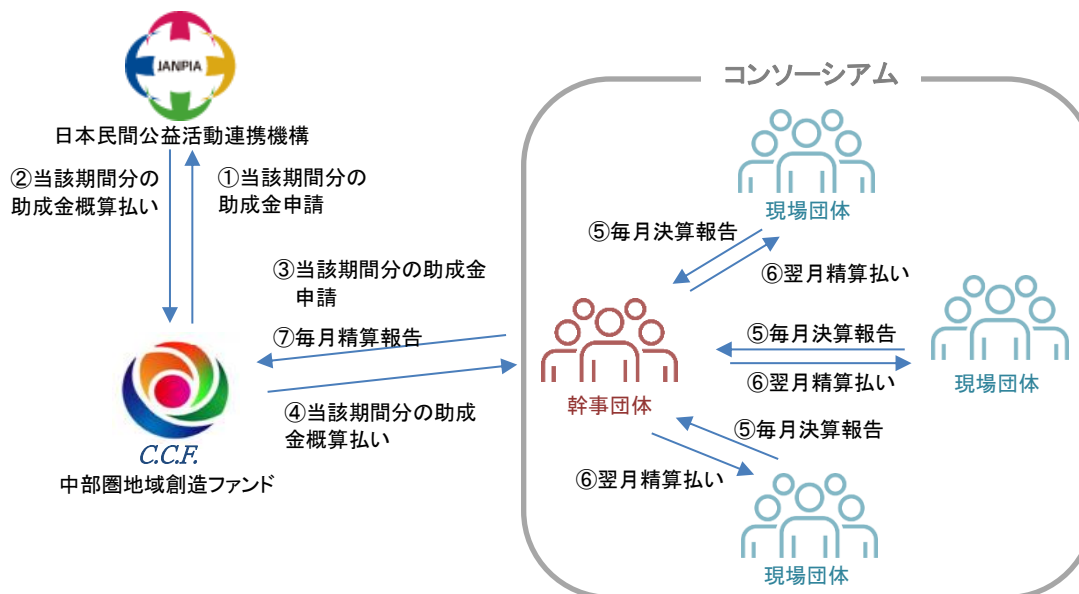 JANPIA
日本民間公益活動連携機構
②当該期間分の
助成金概算払い
①当該期間分の
助成金申請
③当該期間分の助成金
申請
⑦毎月精算報告
④当該期間分の助成
金概算払い
C.C.F.
中部圏地域創造ファンド
コンソーシアム
現場団体
⑤毎月決算報告
⑥翌月精算払い
幹事団体
⑤毎月決算報告
⑥翌月精算払い
現場団体
⑤毎月決算報告
⑥翌月精算払い
現場団体